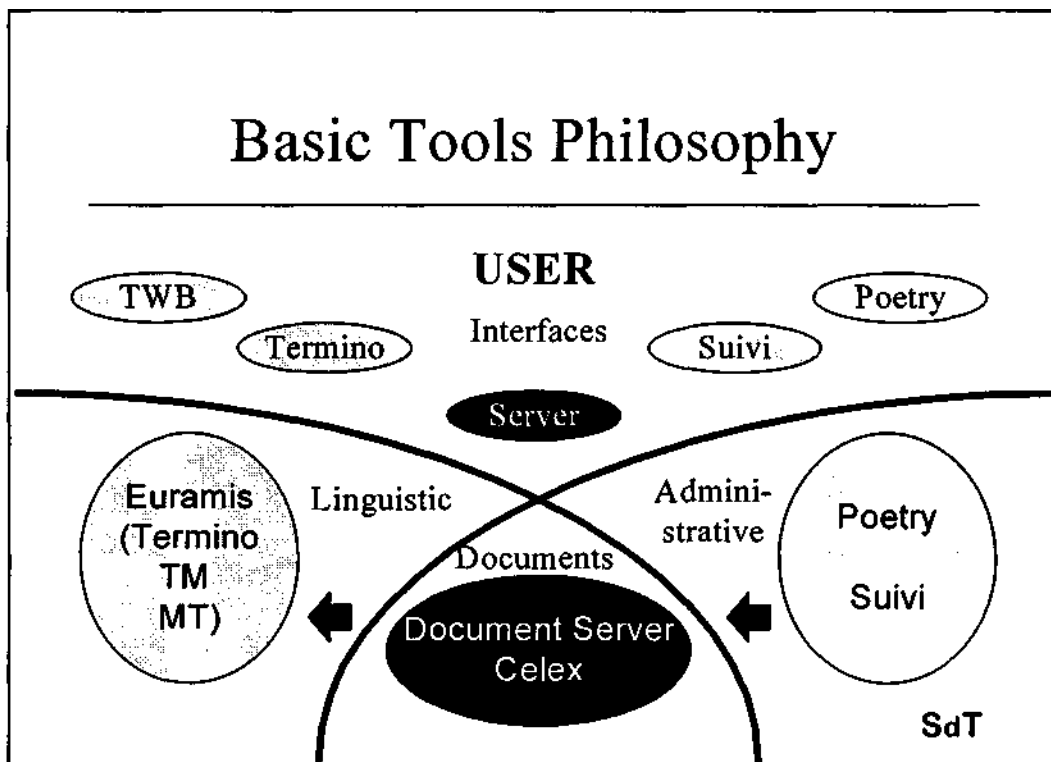 Basic Tools Philosophy
USER
TWB
Poetry
Interfaces
Termino
Suivi
Server
Euramis
(Termino
TM
MT)
Linguistic
Admini-
strative
Poetry
Suivi
Documents
Document Server
Celex
SdT